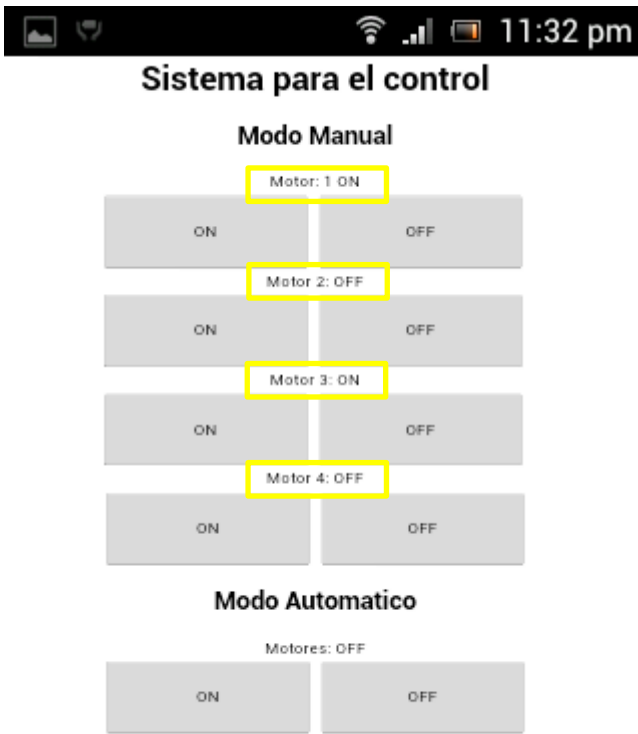 11:32 pm
Sistema para el control
Modo Manual
Motor: 1 ON
ON OFF
Motor 2: OFF
ON OFF
Motor 3: ON
ON OFF
Motor 4: OFF
ON OFF
Modo Automatico
Motores: OFF
ON OFF